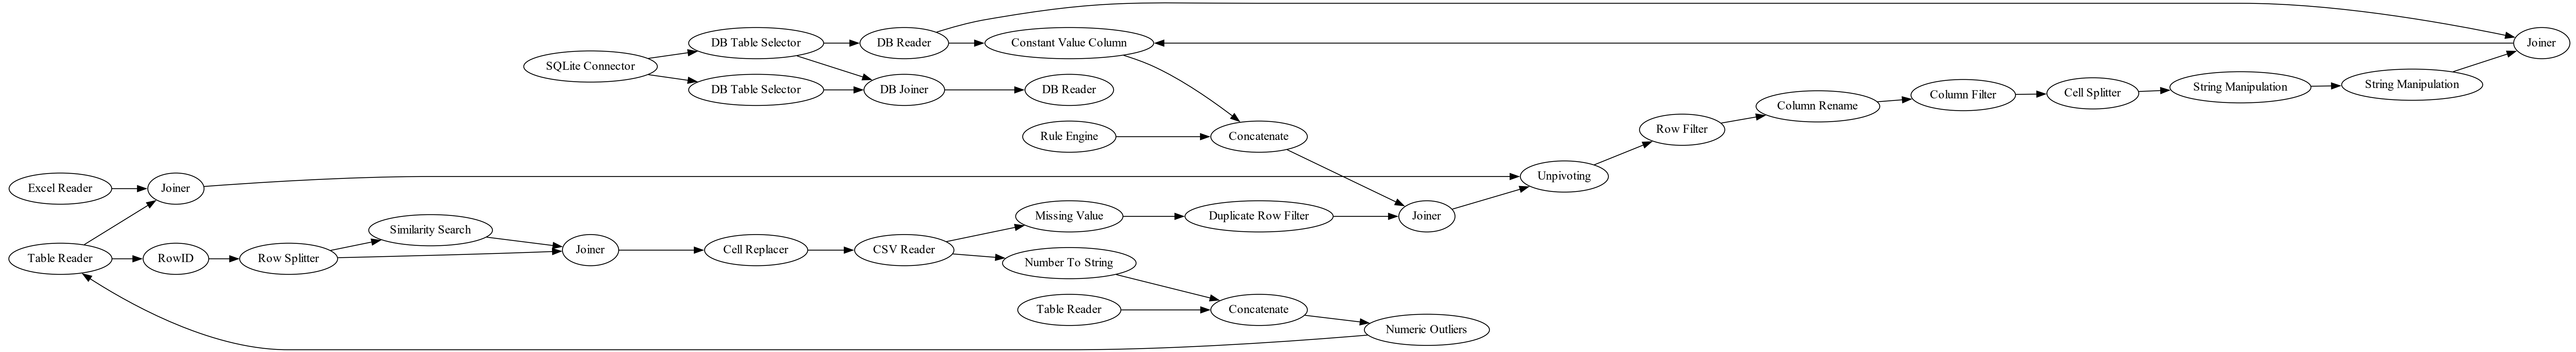 SQLite Connector
DB Table Selector
DB Table Selector
DB Reader
DB Joiner
Constant Value Column
DB Reader
Rule Engine
Concatenate
Joiner
String Manipulation
String Manipulation
Cell Splitter
Column Filter
Column Rename
Row Filter
Unpivoting
Excel Reader
Joiner
Table Reader
RowID
Row Splitter
Similarity Search
Joiner
Cell Replacer
CSV Reader
Missing Value
Duplicate Row Filter
Joiner
Number To String
Table Reader
Concatenate
Numeric Outliers